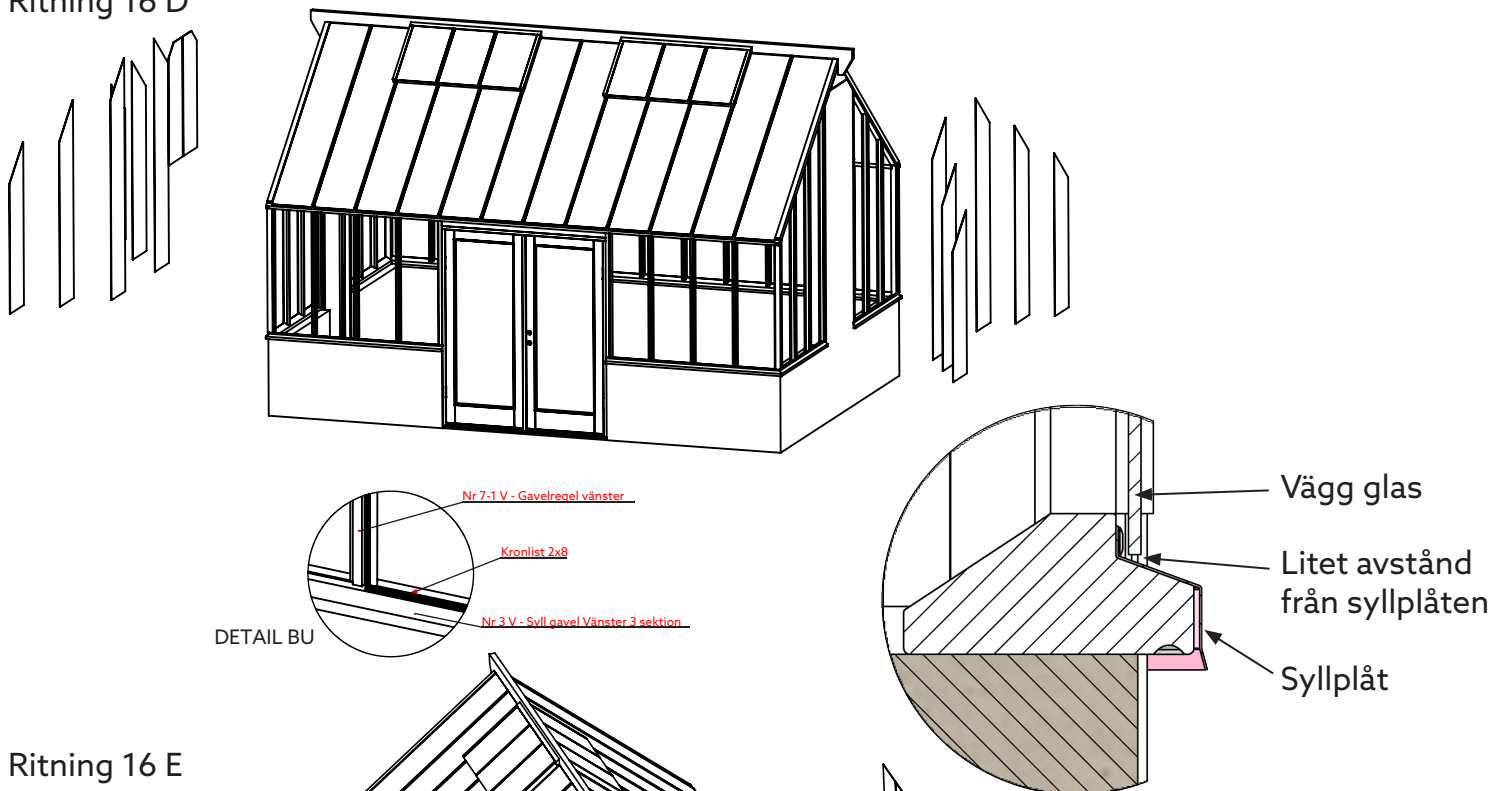 Ritning 16 D
Nr 7-1 V - Gavelregel vänster
Kronlist 2x8
Nr 3 V - Syll gavel Vänster 3 sektion
DETAIL BU
Vägg glas
Litet avstånd
från syllplåten
Syllplåt
Ritning 16 E